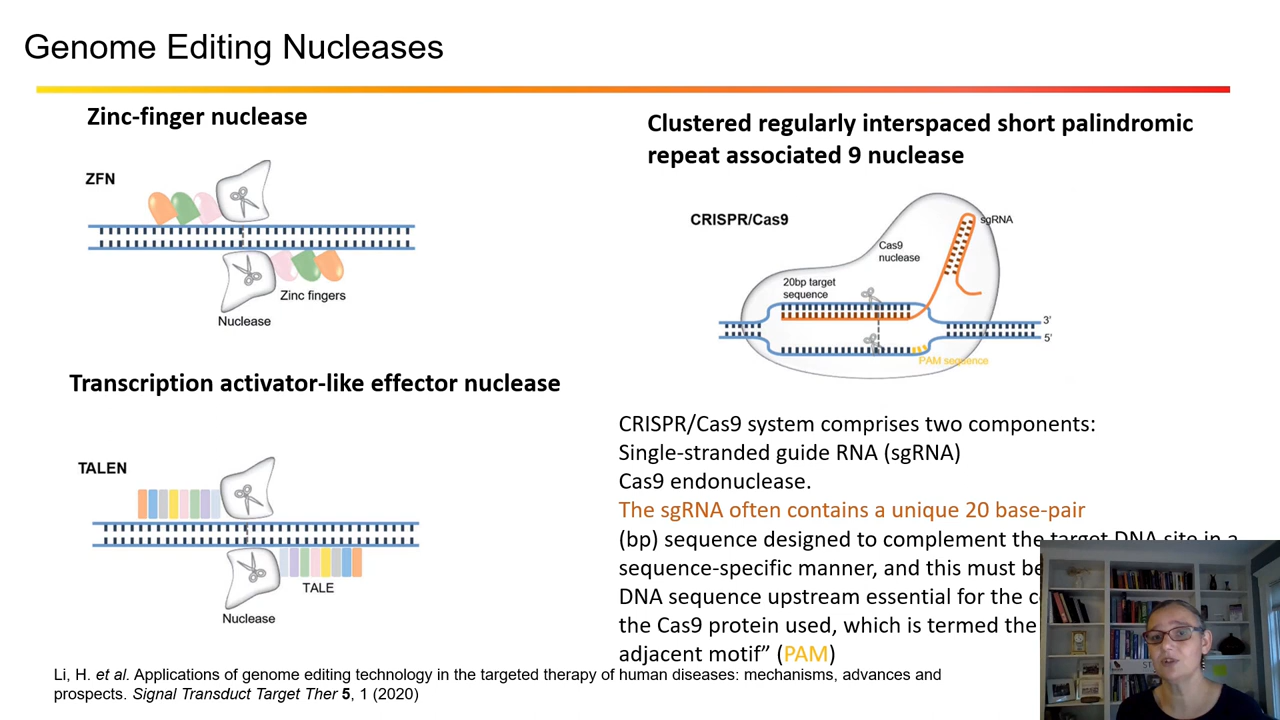 Genome Editing Nucleases
Zinc-finger nuclease
ZFN
Zinc fingers
Nuclease
Transcription activator-like effector nuclease
TALEN
TALE
Nuclease
Clustered regularly interspaced short palindromic
repeat associated 9 nuclease
CRISPR/Cas9
sgRNA
Cas9
nuclease
20bp target
sequence
3'
5'
PAM sequence
CRISPR/Cas9 system comprises two components:
Single-stranded guide RNA (sgRNA)
Cas9 endonuclease.
The sgRNA often contains a unique 20 base-pair
(bp) sequence designed to complement the target DNA site in a
sequence-specific manner, and this must be
DNA sequence upstream essential for the
the Cas9 protein used, which is termed the
adjacent motif” (PAM)
Li, H. et al. Applications of genome editing technology in the targeted therapy of human diseases: mechanisms, advances and
prospects. Signal Transduct Target Ther 5, 1 (2020)